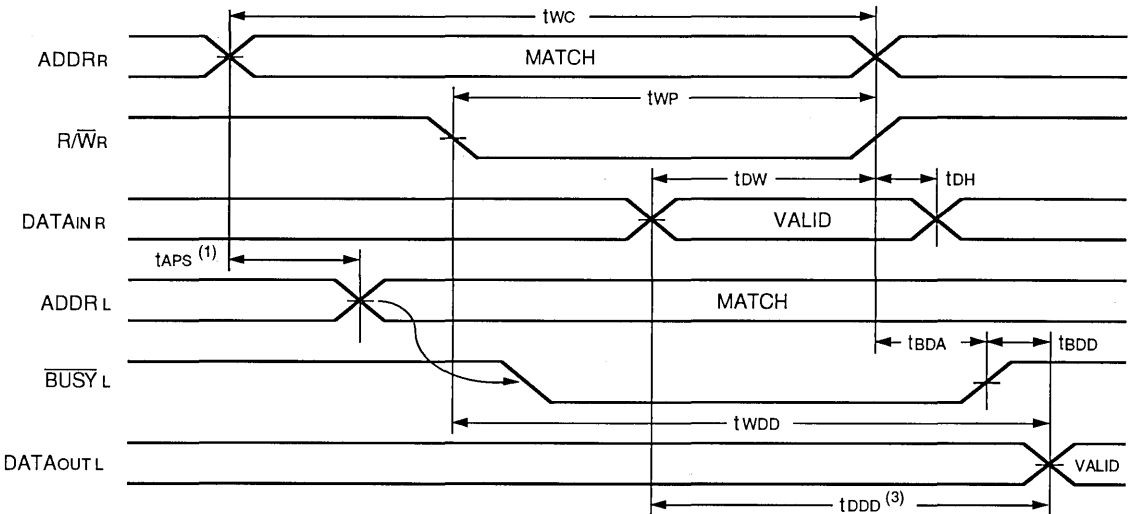 tWC
ADDRR MATCH
tWP
R/W̅R
tDW tDH
DATAIN R VALID
tAPS (1)
ADDR L MATCH
tBDA tBDD
B̅U̅S̅Y̅ L
tWDD
DATAOUT L VALID
tDDD (3)